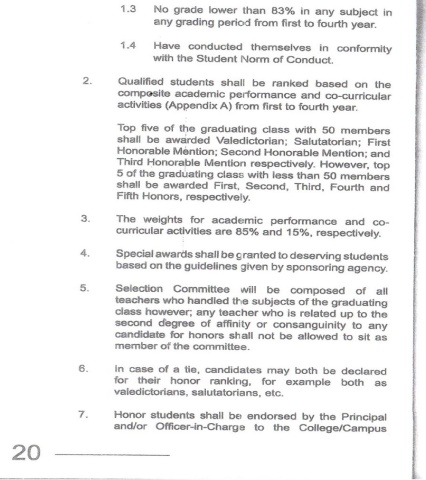 1.3 No grade lower than 83% in any subject in
any grading period from first to fourth year.
1.4 Have conducted themselves in conformity
with the Student Norm of Conduct.
2. Qualified students shall be ranked based on the
composite academic performance and co-curricular
activities (Appendix A) from first to fourth year.
Top five of the graduating class with 50 members
shall be awarded Valedictorian; Salutatorian; First
Honorable Mention; Second Honorable Mention; and
Third Honorable Mention respectively. However, top
5 of the graduating class with less than 50 members
shall be awarded First, Second, Third, Fourth and
Fifth Honors, respectively.
3. The weights for academic performance and co-
curricular activities are 85% and 15%, respectively.
4. Special awards shall be granted to deserving students
based on the guidelines given by sponsoring agency.
5. Selection Committee will be composed of all
teachers who handled the subjects of the graduating
class however; any teacher who is related up to the
second degree of affinity or consanguinity to any
candidate for honors shall not be allowed to sit as
member of the committee.
6. In case of a tie, candidates may both be declared
for their honor ranking, for example both as
valedictorians, salutatorians, etc.
7. Honor students shall be endorsed by the Principal
and/or Officer-in-Charge to the College/Campus
20